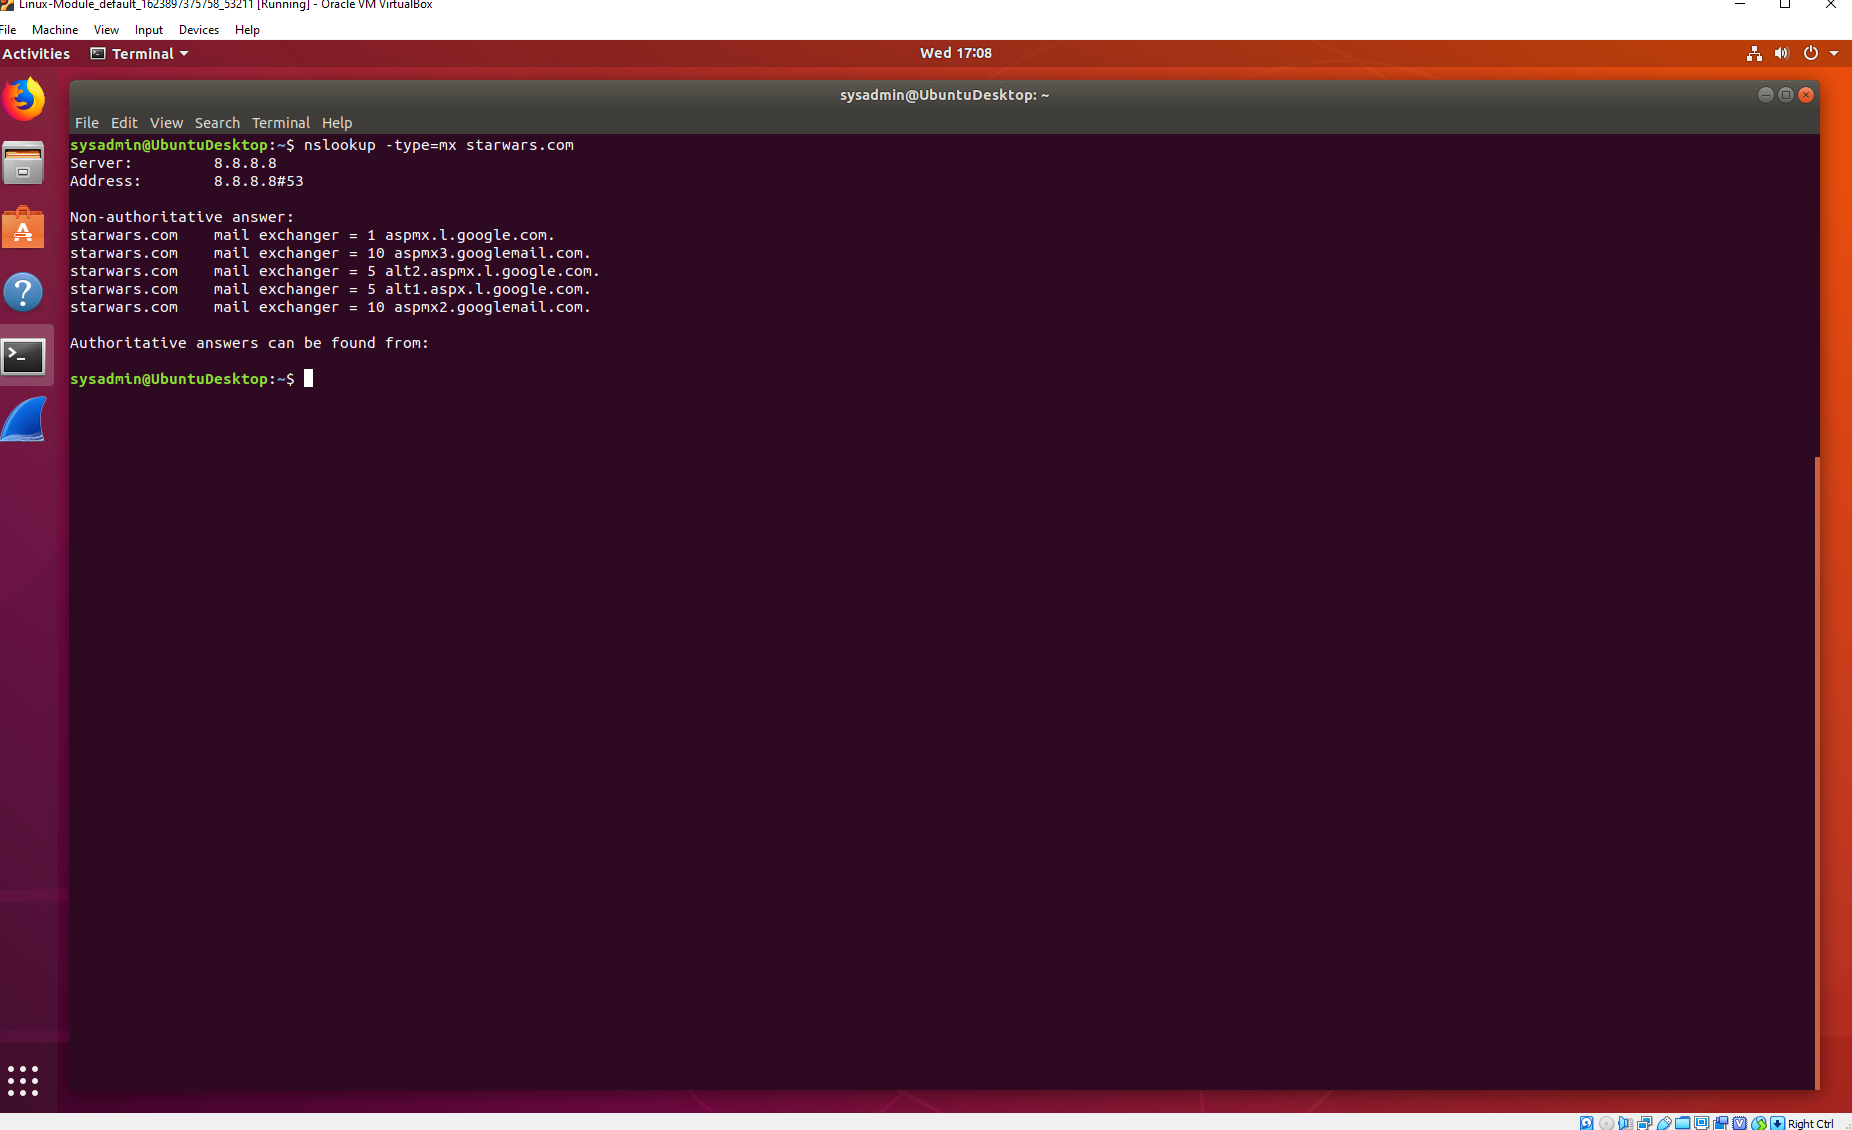 Linux-Module_default_1623897375758_53211 [Running] - Oracle VM VirtualBox
File Machine View Input Devices Help
Activities Terminal Wed 17:08
sysadmin@UbuntuDesktop: ~
File Edit View Search Terminal Help
sysadmin@UbuntuDesktop:~$ nslookup -type=mx starwars.com
Server: 8.8.8.8
Address: 8.8.8.8#53
Non-authoritative answer:
starwars.com mail exchanger = 1 aspmx.l.google.com.
starwars.com mail exchanger = 10 aspmx3.googlemail.com.
starwars.com mail exchanger = 5 alt2.aspmx.l.google.com.
starwars.com mail exchanger = 5 alt1.aspx.l.google.com.
starwars.com mail exchanger = 10 aspmx2.googlemail.com.
Authoritative answers can be found from:
sysadmin@UbuntuDesktop:~$
Right Ctrl